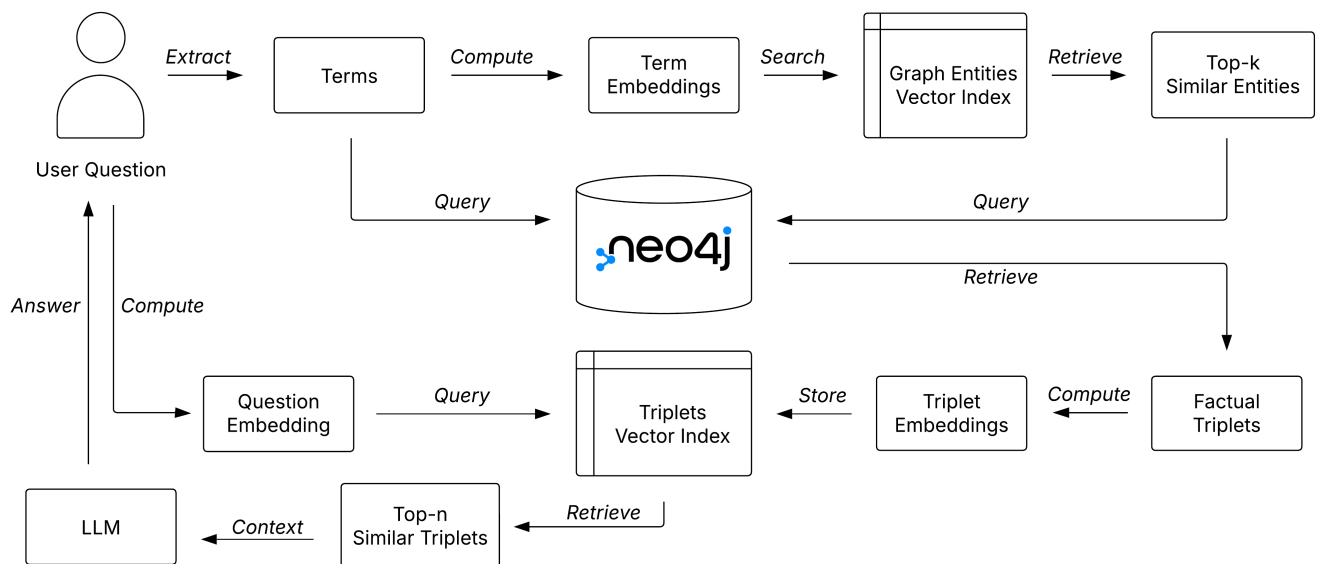 Extract
Compute
Search
Retrieve
Terms
Term
Embeddings
Graph Entities
Vector Index
Top-k
Similar Entities
User Question
Query
Query
neo4j
Retrieve
Answer
Compute
Question
Embedding
Query
Triplets
Vector Index
Store
Triplet
Embeddings
Compute
Factual
Triplets
LLM
Context
Top-n
Similar Triplets
Retrieve